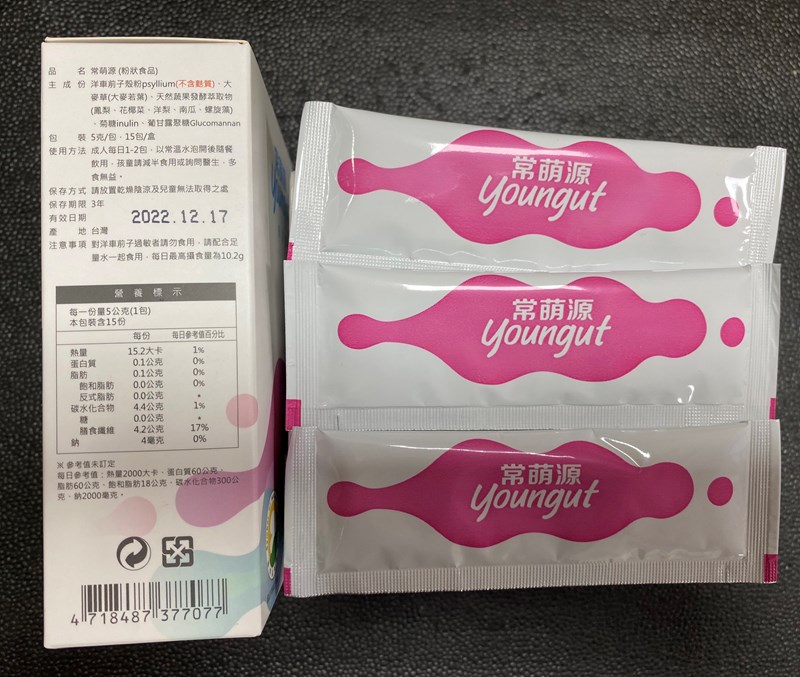 品名 常萌源 (粉狀食品)
主成份 洋車前子殼粉psyllium(不含麩質)、大
麥草(大麥若葉)、天然蔬果發酵萃取物
(鳳梨、花椰菜、洋梨、南瓜、螺旋藻)
、菊糖inulin、葡甘露聚糖Glucomannan
包裝 5克/包，15包/盒
使用方法 成人每日1-2包，以常溫水泡開後隨餐
飲用，孩童請減半食用或詢問醫生，多
食無益。
保存方式 請放置乾燥陰涼及兒童無法取得之處
保存期限 3年
有效日期 2022.12.17
產地 台灣
注意事項 對洋車前子過敏者請勿食用，請配合足
量水一起食用，每日最高攝食量為10.2g
營養標示
每一份量5公克(1包)
本包裝含15份
每份 每日參考值百分比
熱量 15.2大卡 1%
蛋白質 0.1公克 0%
脂肪 0.1公克 0%
飽和脂肪 0.0公克 0%
反式脂肪 0.0公克 *
碳水化合物 4.4公克 1%
糖 0.0公克 *
膳食纖維 4.2公克 17%
鈉 4毫克 0%
※參考值未訂定
每日參考值：熱量2000大卡、蛋白質60公克、
脂肪60公克、飽和脂肪18公克、碳水化合物300公
克、鈉2000毫克。
4 718487 377077
常萌源
Youngut
常萌源
Youngut
常萌源
Youngut